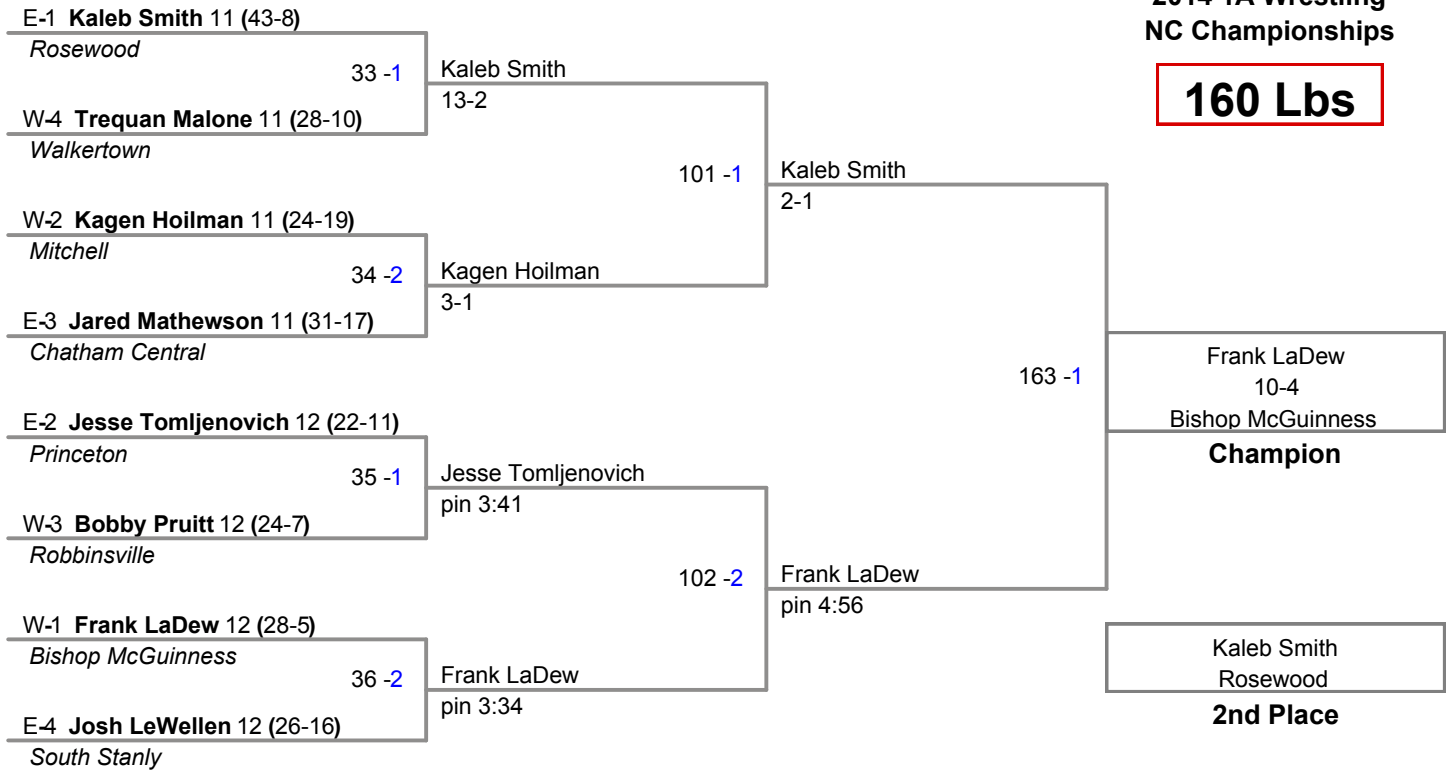 2014 1A Wrestling
NC Championships
160 Lbs
E-1 Kaleb Smith 11 (43-8)
Rosewood
33 -1
W-4 Trequan Malone 11 (28-10)
Walkertown
W-2 Kagen Hoilman 11 (24-19)
Mitchell
34 -2
E-3 Jared Mathewson 11 (31-17)
Chatham Central
E-2 Jesse Tomljenovich 12 (22-11)
Princeton
35 -1
W-3 Bobby Pruitt 12 (24-7)
Robbinsville
W-1 Frank LaDew 12 (28-5)
Bishop McGuinness
36 -2
E-4 Josh LeWellen 12 (26-16)
South Stanly
Kaleb Smith
13-2
101 -1
Kagen Hoilman
3-1
Jesse Tomljenovich
pin 3:41
102 -2
Frank LaDew
pin 3:34
Kaleb Smith
2-1
163 -1
Frank LaDew
pin 4:56
Frank LaDew
10-4
Bishop McGuinness
Champion
Kaleb Smith
Rosewood
2nd Place